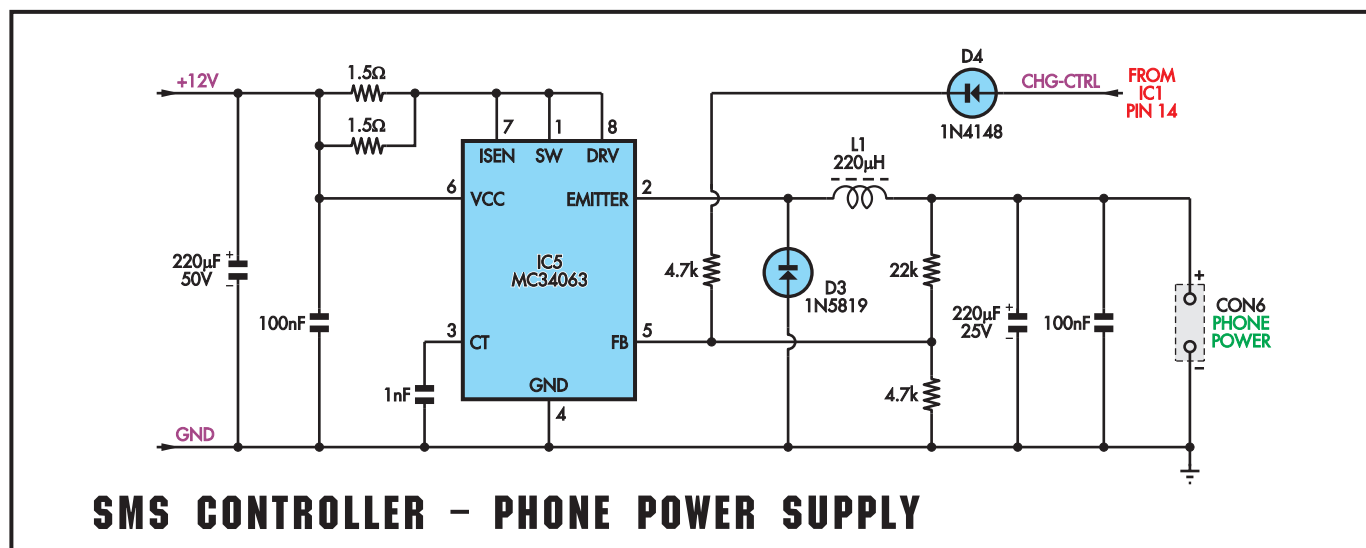 +12V
1.5Ω
1.5Ω
D4
1N4148
CHG-CTRL
FROM
IC1
PIN 14
7
1
8
ISEN
SW
DRV
L1
220µH
6
VCC
EMITTER
2
220µF
50V
+
–
IC5
MC34063
4.7k
D3
1N5819
22k
100nF
3
CT
FB
5
220µF
25V
+
–
100nF
+
CON6
PHONE
POWER
–
1nF
GND
4
4.7k
GND
SMS CONTROLLER – PHONE POWER SUPPLY